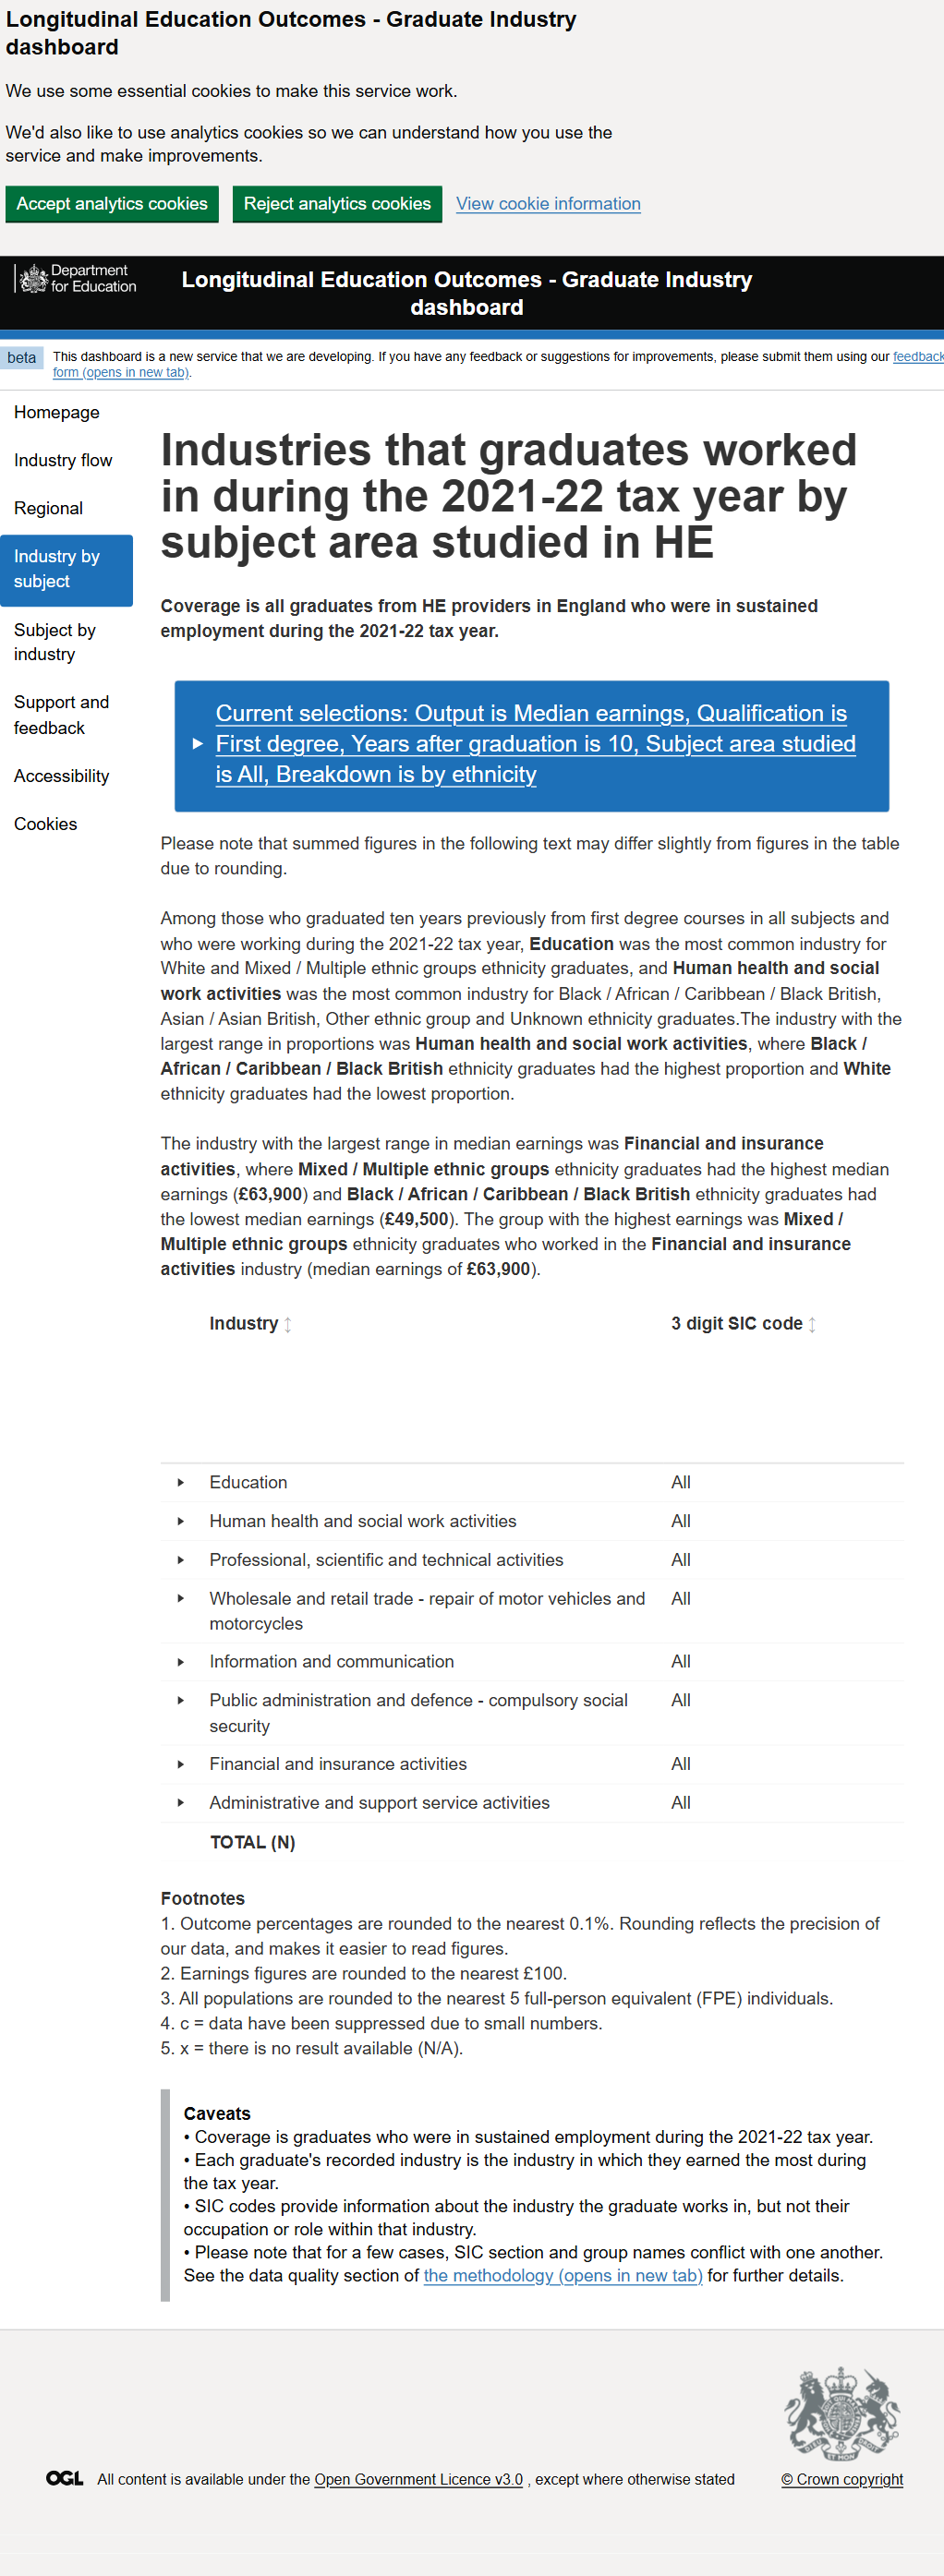 Longitudinal Education Outcomes - Graduate Industry
dashboard
We use some essential cookies to make this service work.
We'd also like to use analytics cookies so we can understand how you use the
service and make improvements.
Accept analytics cookies
Reject analytics cookies
View cookie information
Department
for Education
Longitudinal Education Outcomes - Graduate Industry
dashboard
beta
This dashboard is a new service that we are developing. If you have any feedback or suggestions for improvements, please submit them using our feedback
form (opens in new tab).
Homepage
Industry flow
Regional
Industry by
subject
Subject by
industry
Support and
feedback
Accessibility
Cookies
Industries that graduates worked
in during the 2021-22 tax year by
subject area studied in HE
Coverage is all graduates from HE providers in England who were in sustained
employment during the 2021-22 tax year.
Current selections: Output is Median earnings, Qualification is
First degree, Years after graduation is 10, Subject area studied
is All, Breakdown is by ethnicity
Please note that summed figures in the following text may differ slightly from figures in the table
due to rounding.
Among those who graduated ten years previously from first degree courses in all subjects and
who were working during the 2021-22 tax year, Education was the most common industry for
White and Mixed / Multiple ethnic groups ethnicity graduates, and Human health and social
work activities was the most common industry for Black / African / Caribbean / Black British,
Asian / Asian British, Other ethnic group and Unknown ethnicity graduates.The industry with the
largest range in proportions was Human health and social work activities, where Black /
African / Caribbean / Black British ethnicity graduates had the highest proportion and White
ethnicity graduates had the lowest proportion.
The industry with the largest range in median earnings was Financial and insurance
activities, where Mixed / Multiple ethnic groups ethnicity graduates had the highest median
earnings (£63,900) and Black / African / Caribbean / Black British ethnicity graduates had
the lowest median earnings (£49,500). The group with the highest earnings was Mixed /
Multiple ethnic groups ethnicity graduates who worked in the Financial and insurance
activities industry (median earnings of £63,900).
Industry 3 digit SIC code
Education All
Human health and social work activities All
Professional, scientific and technical activities All
Wholesale and retail trade - repair of motor vehicles and All
motorcycles
Information and communication All
Public administration and defence - compulsory social All
security
Financial and insurance activities All
Administrative and support service activities All
TOTAL (N)
Footnotes
1. Outcome percentages are rounded to the nearest 0.1%. Rounding reflects the precision of
our data, and makes it easier to read figures.
2. Earnings figures are rounded to the nearest £100.
3. All populations are rounded to the nearest 5 full-person equivalent (FPE) individuals.
4. c = data have been suppressed due to small numbers.
5. x = there is no result available (N/A).
Caveats
• Coverage is graduates who were in sustained employment during the 2021-22 tax year.
• Each graduate's recorded industry is the industry in which they earned the most during
the tax year.
• SIC codes provide information about the industry the graduate works in, but not their
occupation or role within that industry.
• Please note that for a few cases, SIC section and group names conflict with one another.
See the data quality section of the methodology (opens in new tab) for further details.
OGL All content is available under the Open Government Licence v3.0 , except where otherwise stated
© Crown copyright